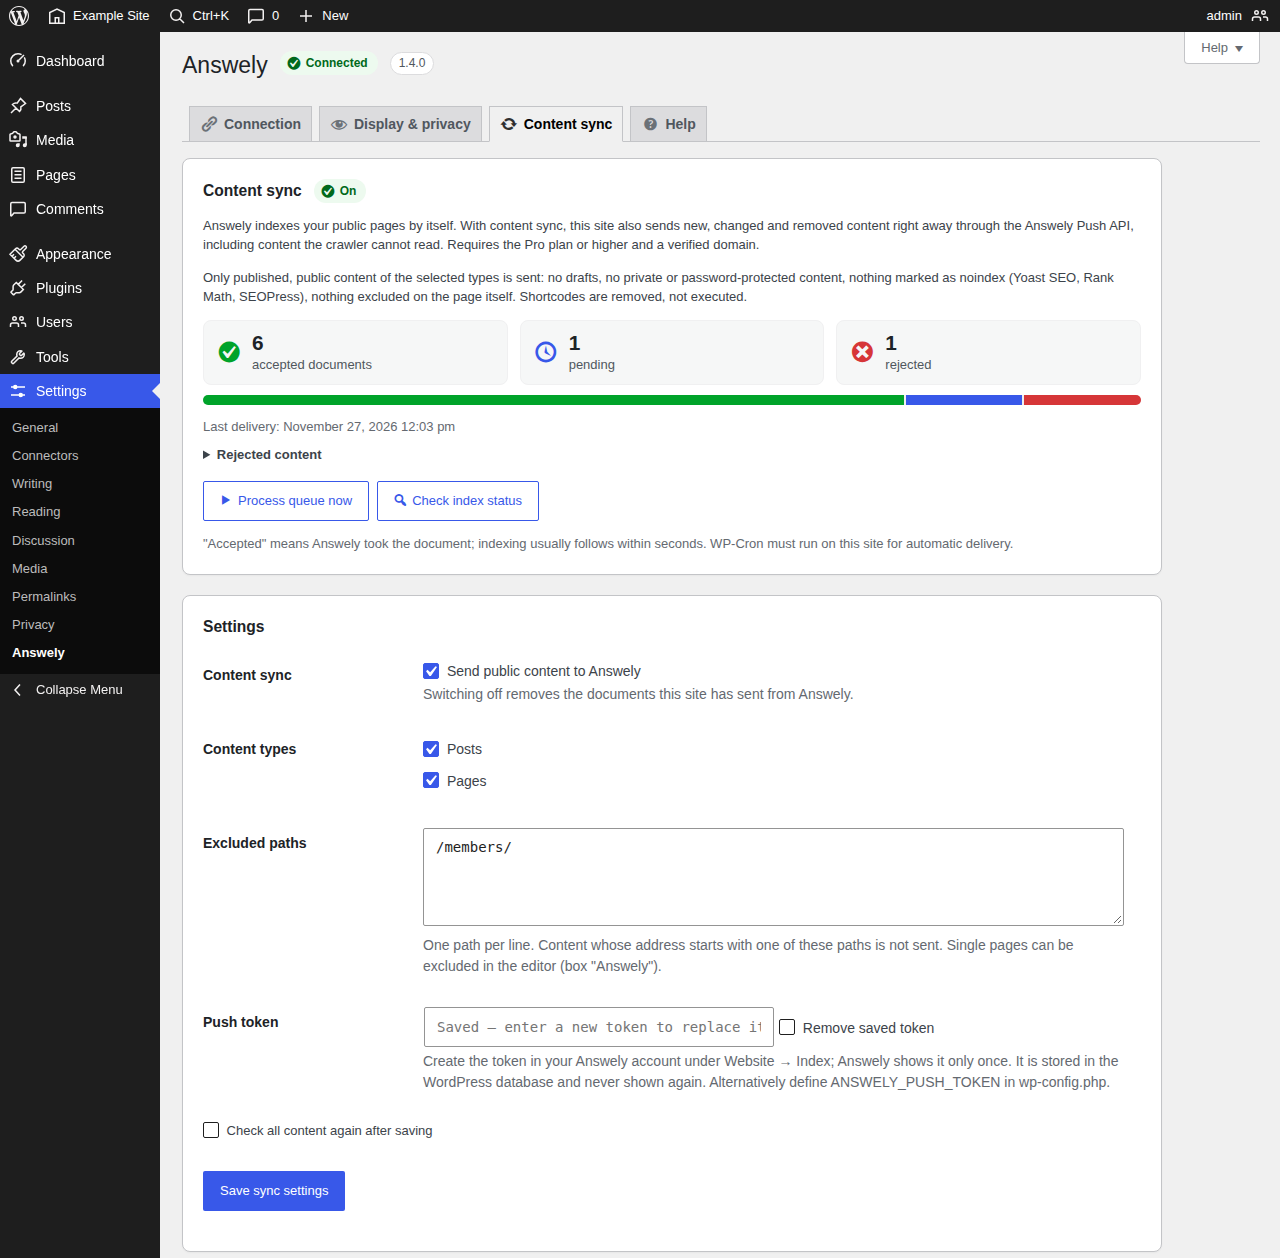 Example Site
Ctrl+K
0
New
admin
Dashboard
Posts
Media
Pages
Comments
Appearance
Plugins
Users
Tools
Settings
General
Connectors
Writing
Reading
Discussion
Media
Permalinks
Privacy
Answely
Collapse Menu
Help
Answely
Connected
1.4.0
Connection
Display & privacy
Content sync
Help
Content sync
On
Answely indexes your public pages by itself. With content sync, this site also sends new, changed and removed content right away through the Answely Push API,
including content the crawler cannot read. Requires the Pro plan or higher and a verified domain.
Only published, public content of the selected types is sent: no drafts, no private or password-protected content, nothing marked as noindex (Yoast SEO, Rank
Math, SEOPress), nothing excluded on the page itself. Shortcodes are removed, not executed.
6
accepted documents
1
pending
1
rejected
Last delivery: November 27, 2026 12:03 pm
Rejected content
Process queue now
Check index status
"Accepted" means Answely took the document; indexing usually follows within seconds. WP-Cron must run on this site for automatic delivery.
Settings
Content sync
Send public content to Answely
Switching off removes the documents this site has sent from Answely.
Content types
Posts
Pages
Excluded paths
/members/
One path per line. Content whose address starts with one of these paths is not sent. Single pages can be
excluded in the editor (box "Answely").
Push token
Saved — enter a new token to replace it
Remove saved token
Create the token in your Answely account under Website → Index; Answely shows it only once. It is stored in the
WordPress database and never shown again. Alternatively define ANSWELY_PUSH_TOKEN in wp-config.php.
Check all content again after saving
Save sync settings